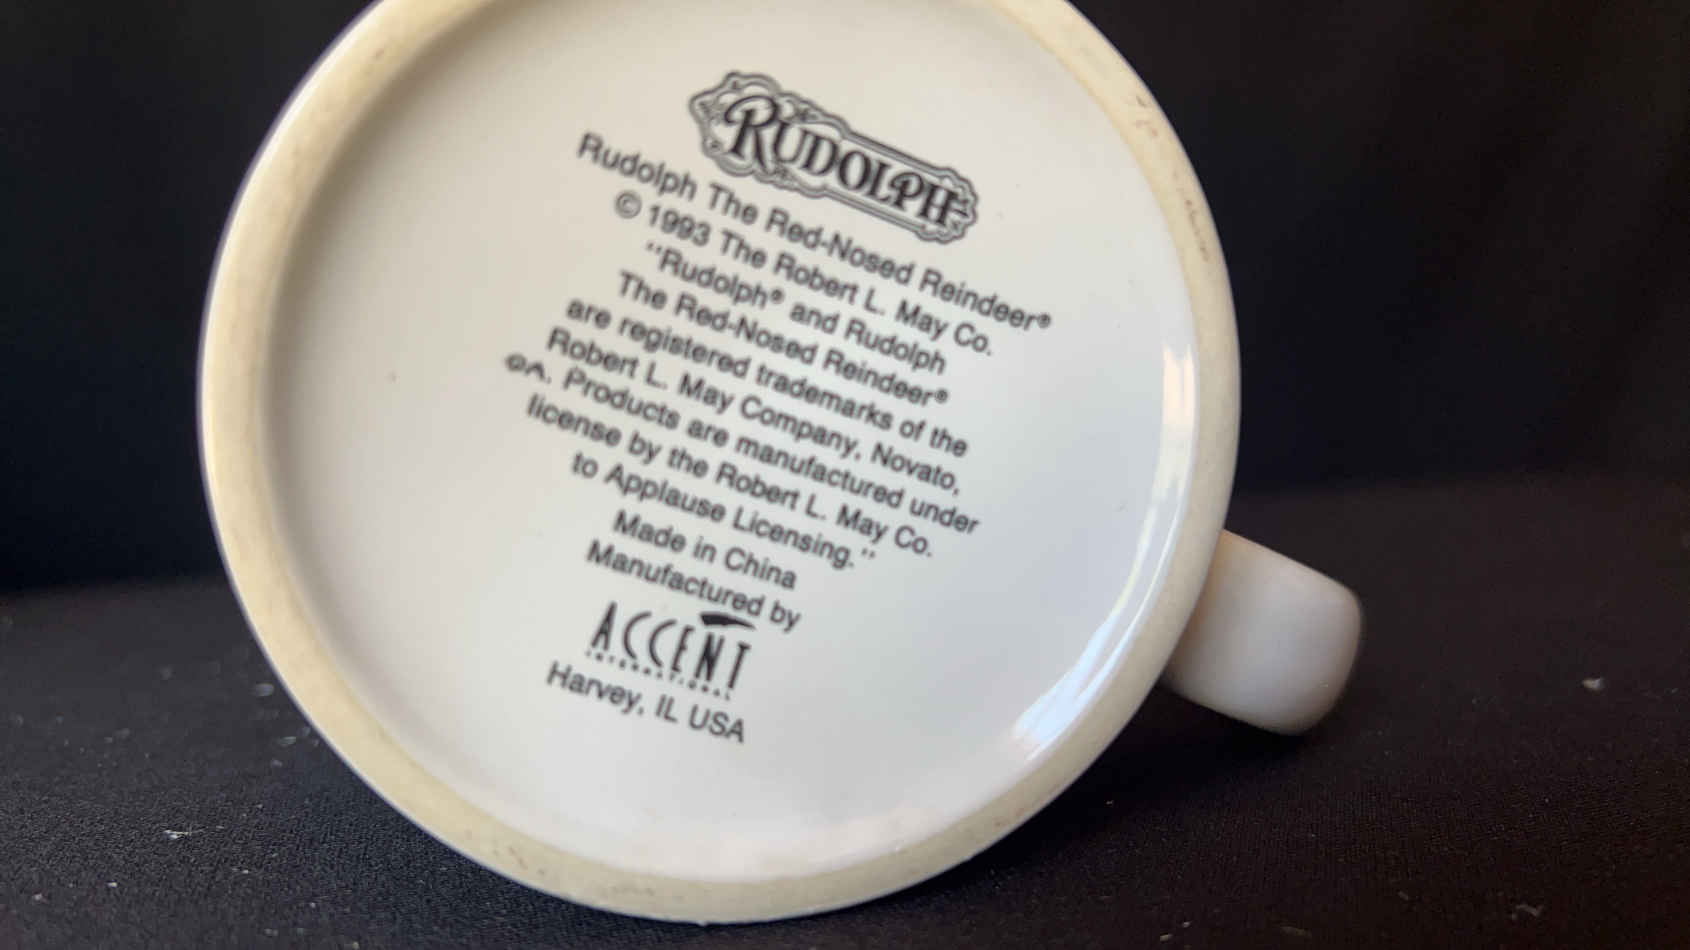 RUDOLPH
Rudolph The Red-Nosed Reindeer®
© 1993 The Robert L. May Co.
"Rudolph® and Rudolph
The Red-Nosed Reindeer®
are registered trademarks of the
Robert L. May Company, Novato,
CA. Products are manufactured under
license by the Robert L. May Co.
to Applause Licensing."
Made in China
Manufactured by
ACCENT
INTERNATIONAL
Harvey, IL USA